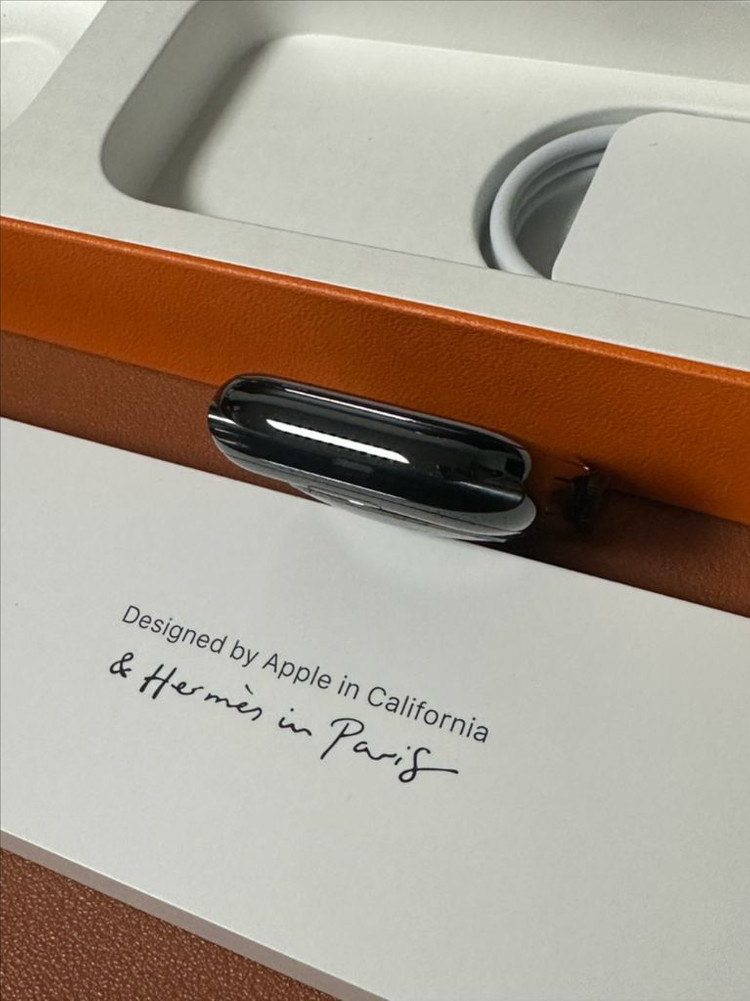 Designed by Apple in California
& Hermès in Paris